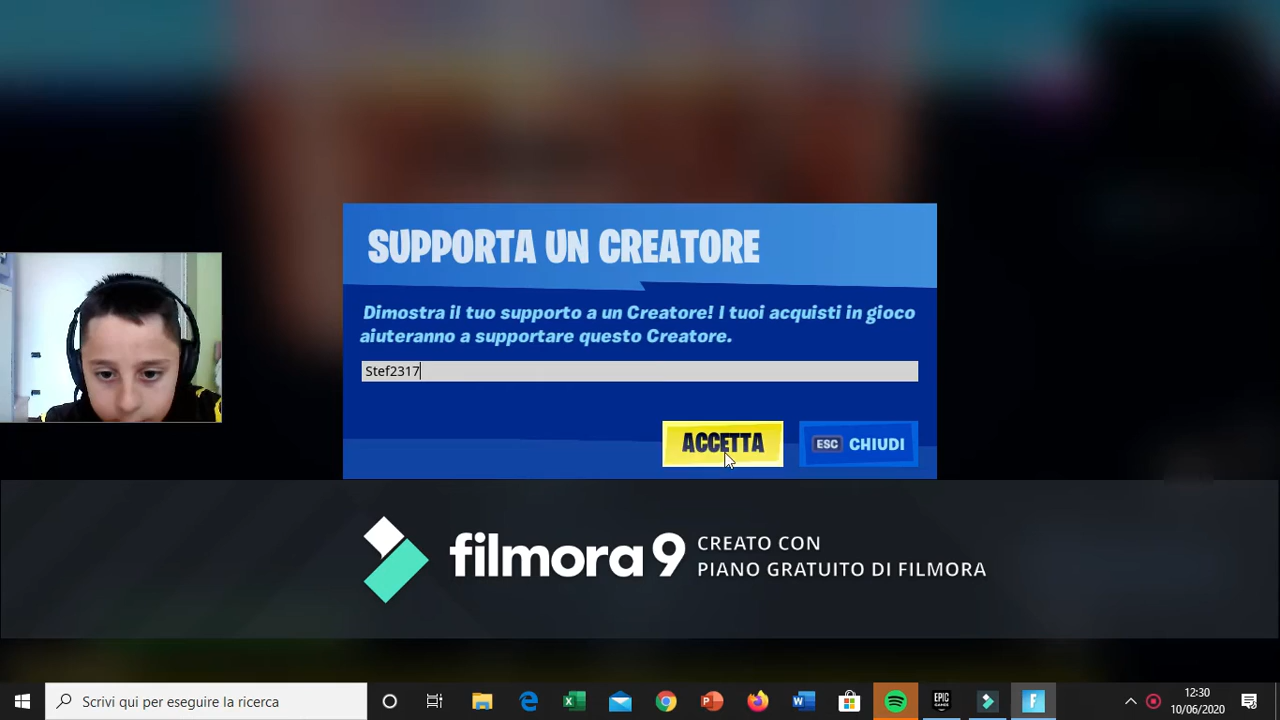 SUPPORTA UN CREATORE
Dimostra il tuo supporto a un Creatore! I tuoi acquisti in gioco
aiuteranno a supportare questo Creatore.
Stef2317
ACCETTA
ESC CHIUDI
filmora 9
CREATO CON
PIANO GRATUITO DI FILMORA
Scrivi qui per eseguire la ricerca
EPIC
GAMES
12:30
10/06/2020